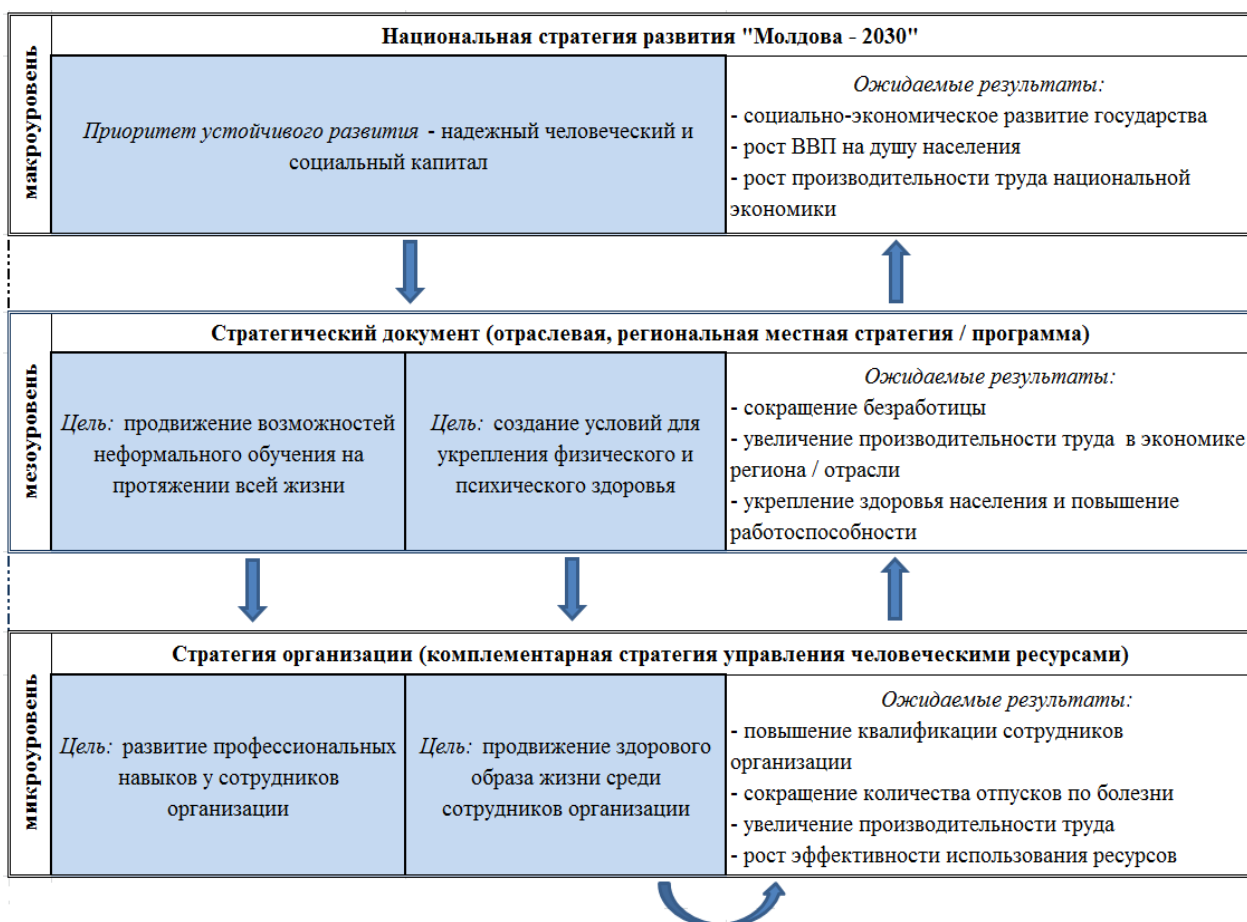 макроуровень
Национальная стратегия развития "Молдова - 2030"
Приоритет устойчивого развития - надежный человеческий и
социальный капитал
Ожидаемые результаты:
- социально-экономическое развитие государства
- рост ВВП на душу населения
- рост производительности труда национальной
экономики
мезоуровень
Стратегический документ (отраслевая, региональная местная стратегия / программа)
Цель: продвижение возможностей
неформального обучения на
протяжении всей жизни
Цель: создание условий для
укрепления физического и
психического здоровья
Ожидаемые результаты:
- сокращение безработицы
- увеличение производительности труда в экономике
региона / отрасли
- укрепление здоровья населения и повышение
работоспособности
микроуровень
Стратегия организации (комплементарная стратегия управления человеческими ресурсами)
Цель: развитие профессиональных
навыков у сотрудников
организации
Цель: продвижение здорового
образа жизни среди
сотрудников организации
Ожидаемые результаты:
- повышение квалификации сотрудников
организации
- сокращение количества отпусков по болезни
- увеличение производительности труда
- рост эффективности использования ресурсов